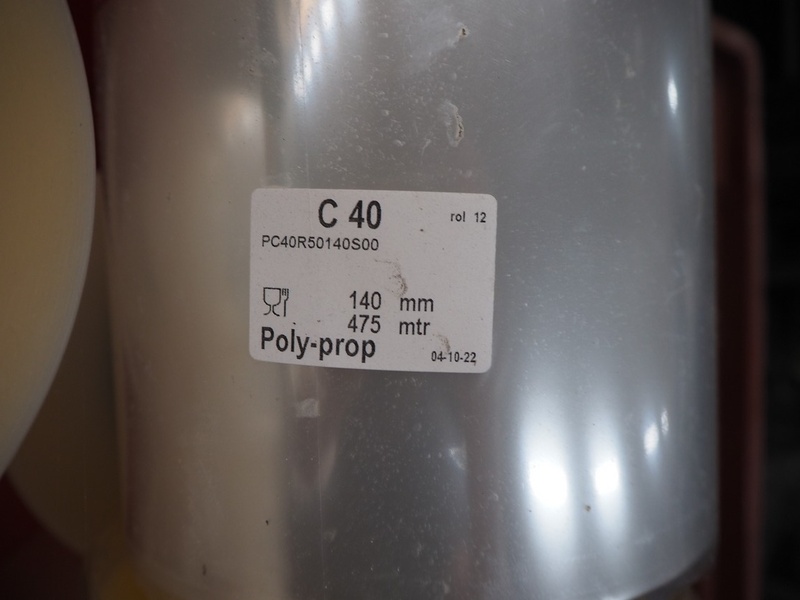 C 40
rol 12
PC40R50140S00
140 mm
475 mtr
Poly-prop
04-10-22